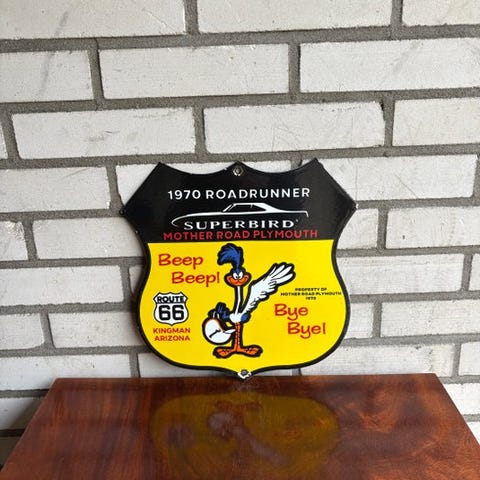 1970 ROADRUNNER
SUPERBIRD
MOTHER ROAD PLYMOUTH
Beep
Beep!
PROPERTY OF
MOTHER ROAD PLYMOUTH
1970
ROUTE
66
KINGMAN
ARIZONA
Bye
Bye!